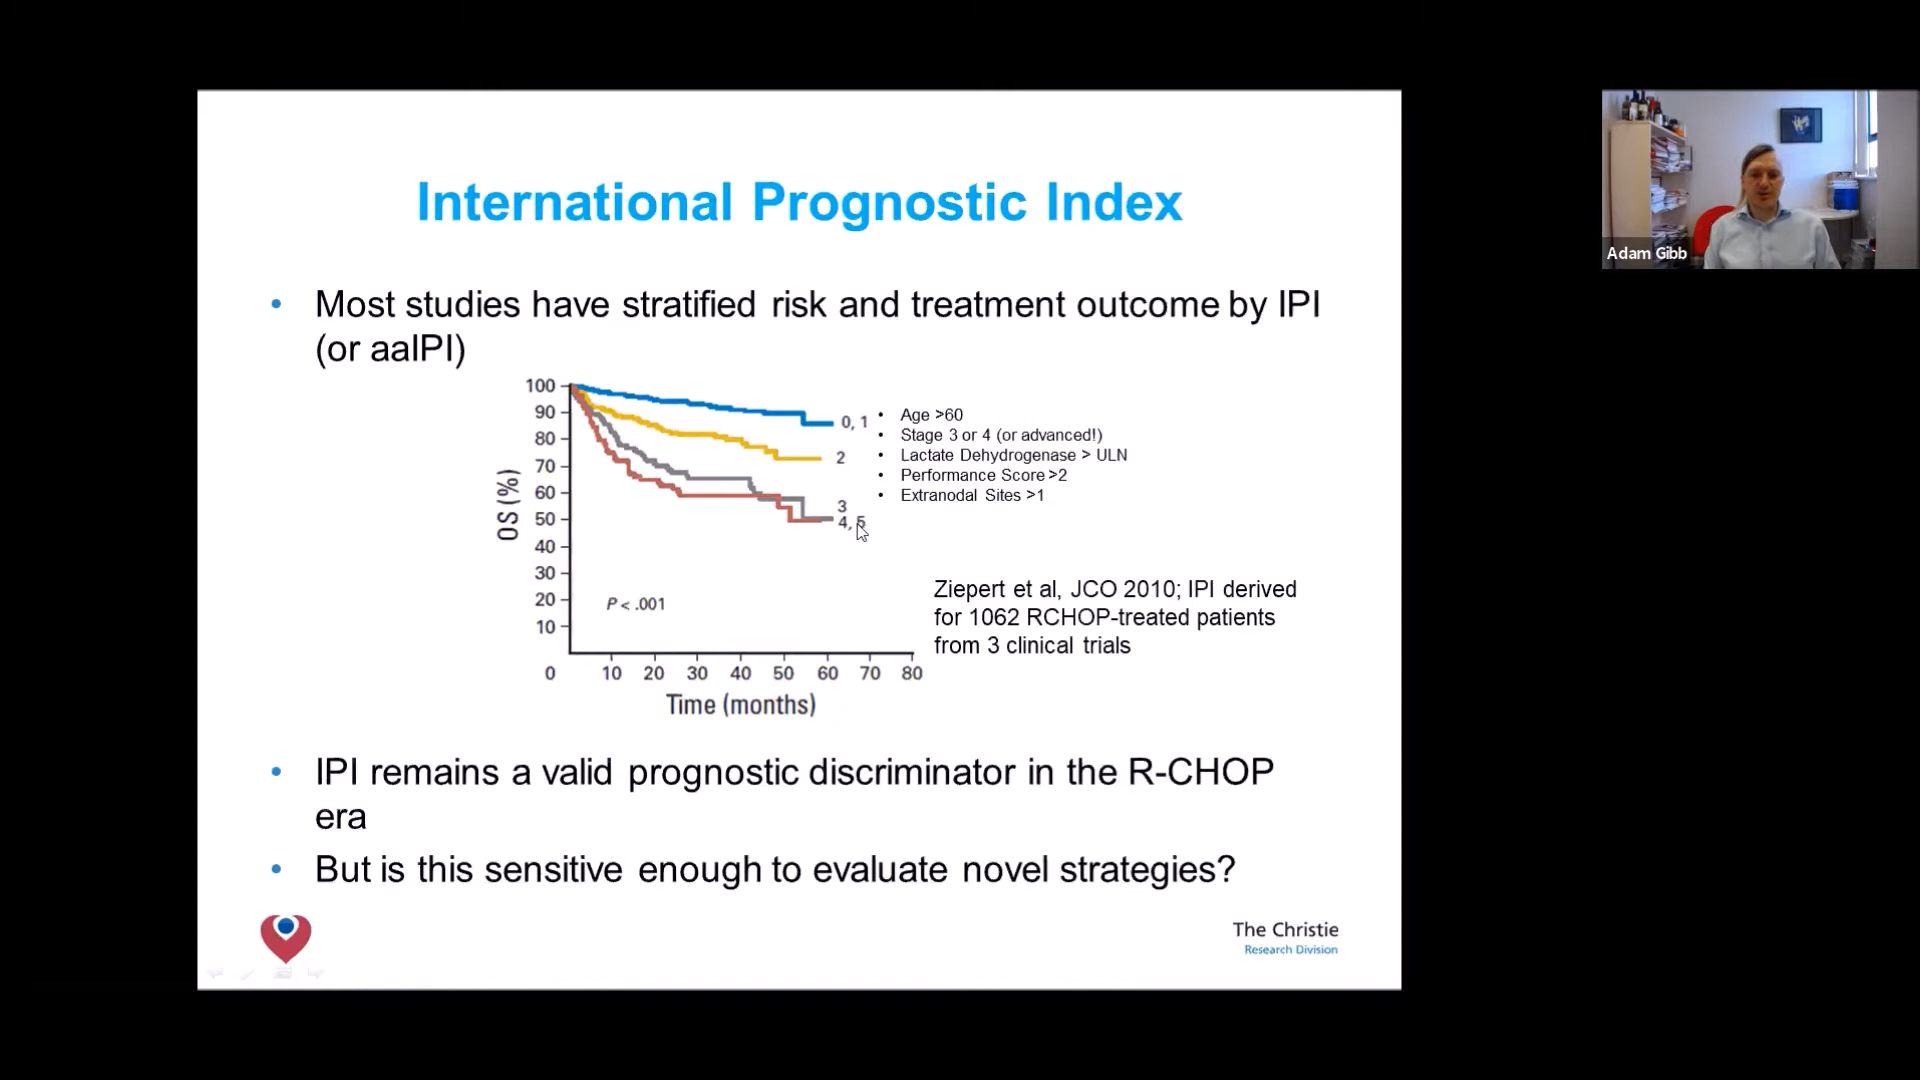 International Prognostic Index
• Most studies have stratified risk and treatment outcome by IPI
(or aaIPI)
100
90
80
70
60
50
40
30
20
10
0
10 20 30 40 50 60 70 80
OS (%)
Time (months)
P < .001
0, 1
2
3
4, 5
• Age >60
• Stage 3 or 4 (or advanced!)
• Lactate Dehydrogenase > ULN
• Performance Score >2
• Extranodal Sites >1
Ziepert et al, JCO 2010; IPI derived
for 1062 RCHOP-treated patients
from 3 clinical trials
• IPI remains a valid prognostic discriminator in the R-CHOP
era
• But is this sensitive enough to evaluate novel strategies?
The Christie
Research Division
Adam Gibb